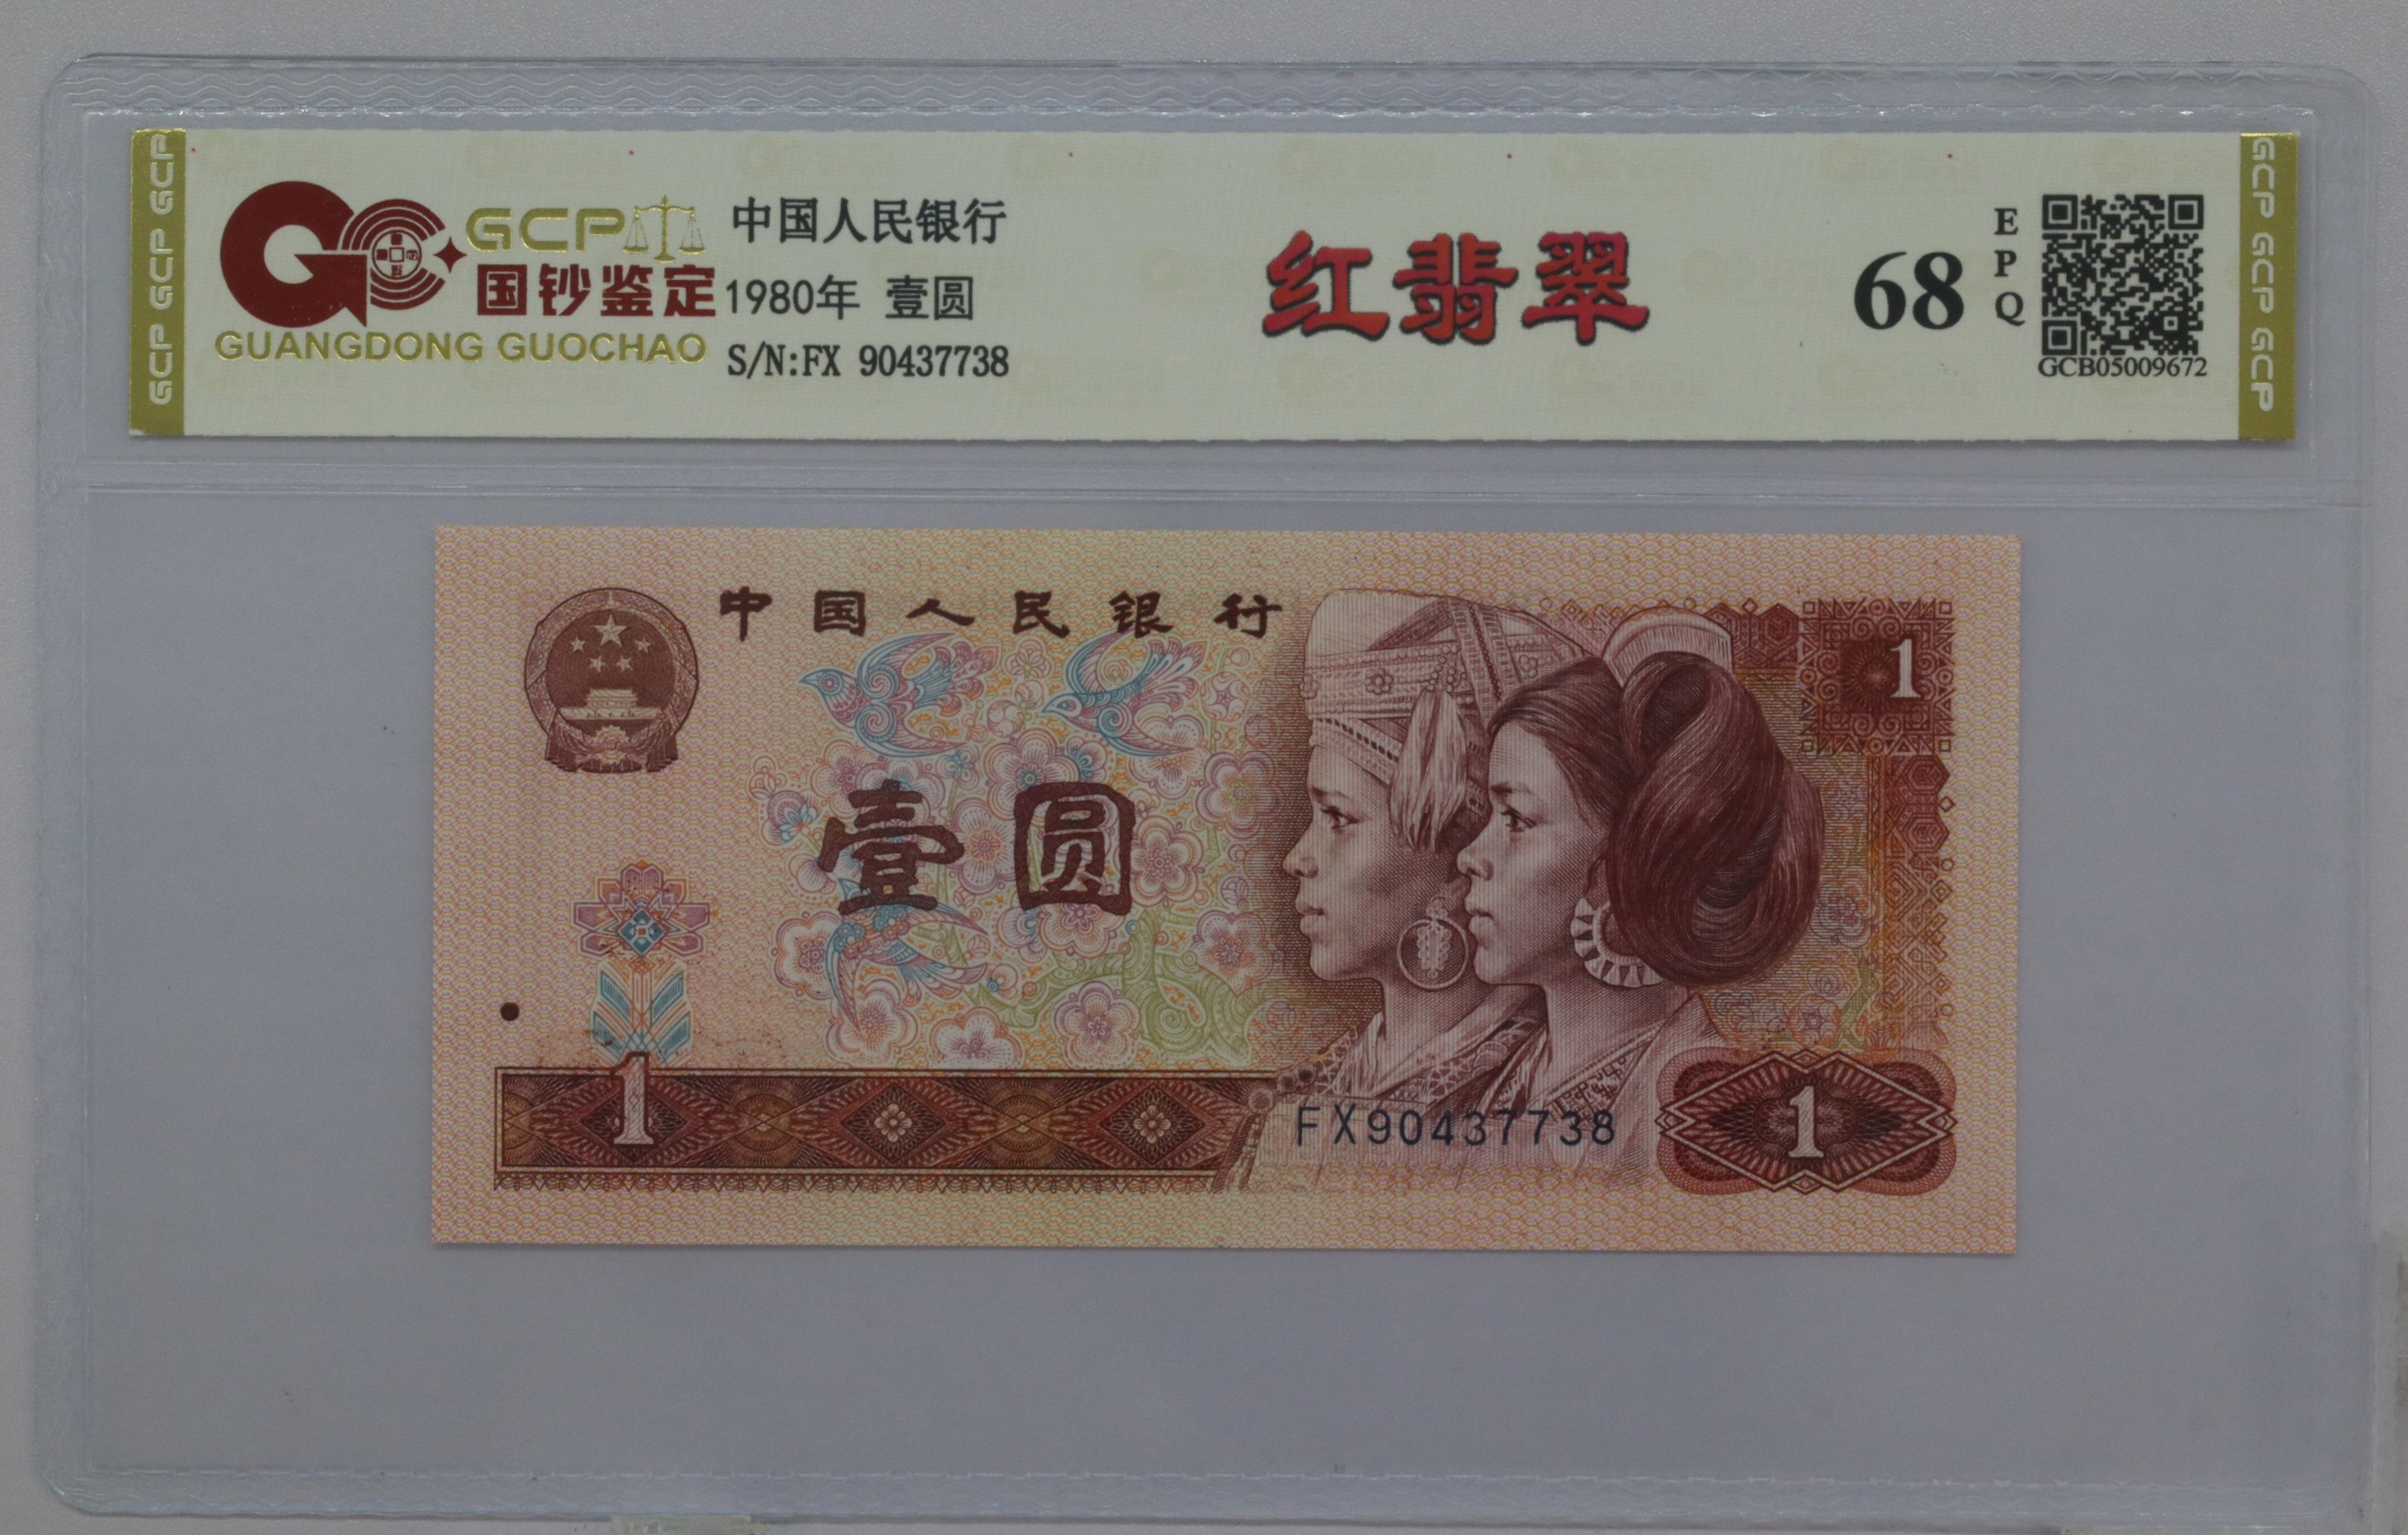 GCP GCP GCP
GCP
国钞鉴定
GUANGDONG GUOCHAO
中国人民银行
1980年 壹圆
S/N:FX 90437738
红翡翠
68
EPQ
GCB05009672
GCP GCP GCP
中国人民银行
1
壹圆
1
FX90437738
1